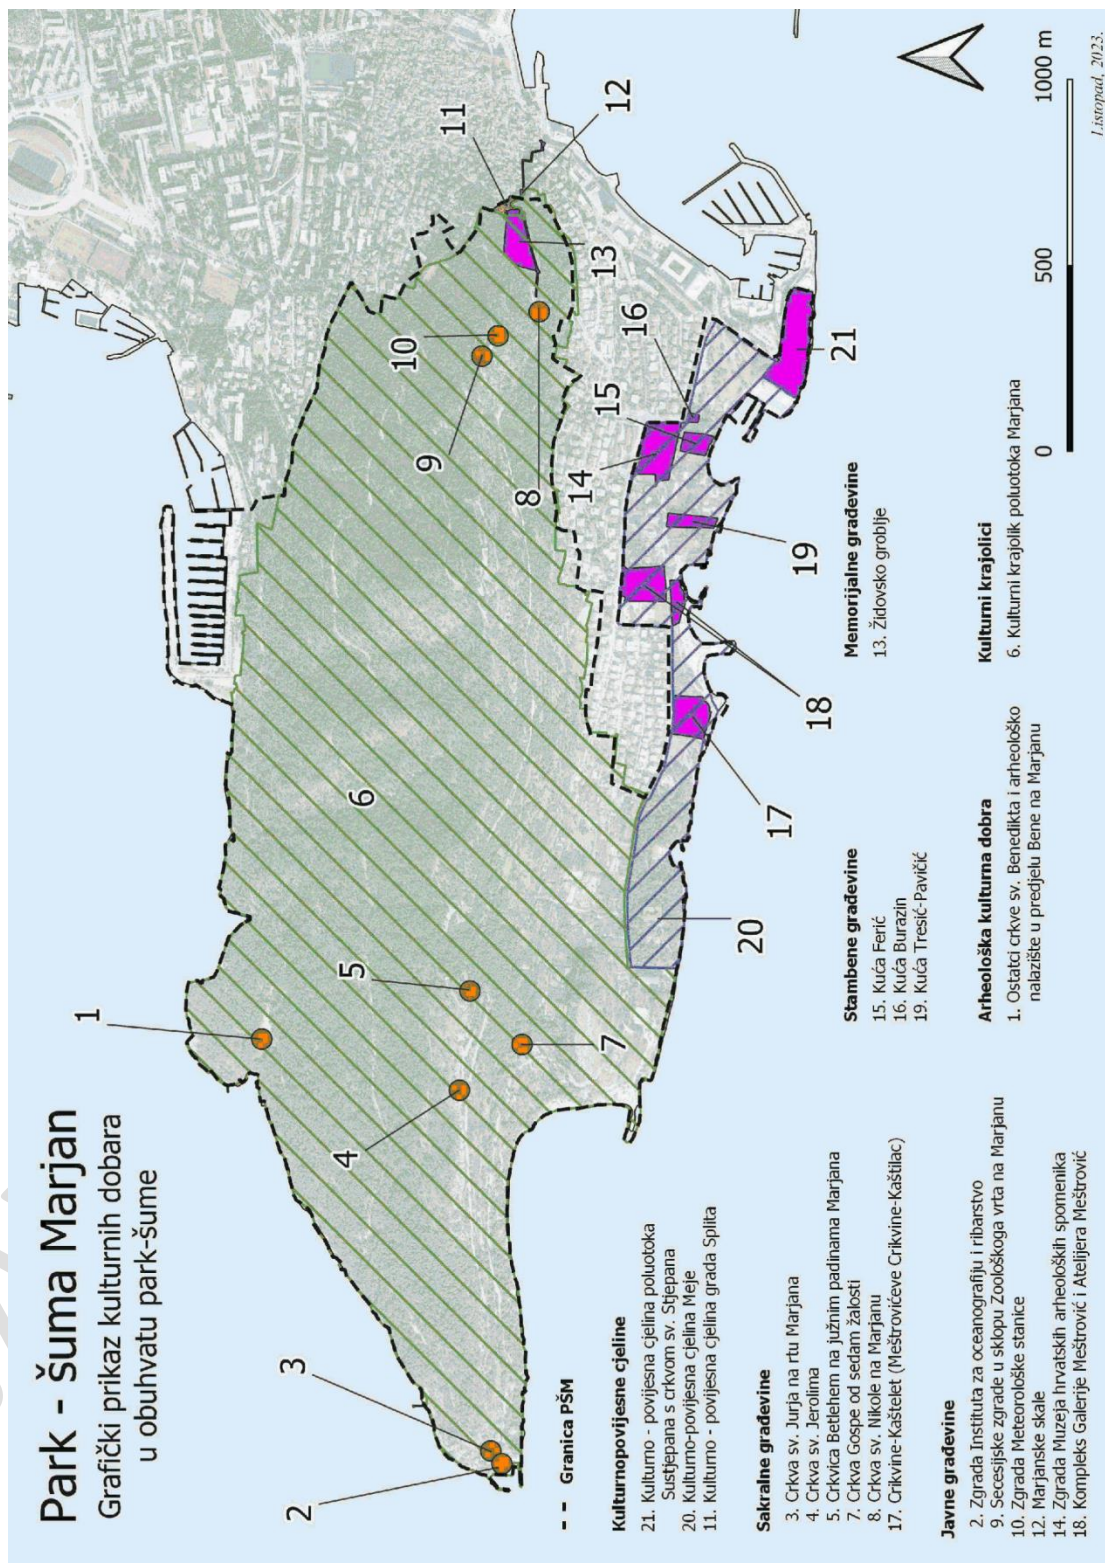 Park - šuma Marjan
Grafički prikaz kulturnih dobara
u obuhvatu park-šume
1
2
3
4
5
6
7
8
9
10
11
12
13
14
15
16
17
18
19
20
21
Granica PŠM
Kulturnopovijesne cjeline
21. Kulturno - povijesna cjelina poluotoka
Sustjepana s crkvom sv. Stjepana
20. Kulturno-povijesna cjelina Meje
11. Kulturno - povijesna cjelina grada Splita
Sakralne građevine
3. Crkva sv. Jurja na rtu Marjana
4. Crkva sv. Jerolima
5. Crkvica Betlehem na južnim padinama Marjana
7. Crkva Gospe od sedam žalosti
8. Crkva sv. Nikole na Marjanu
17. Crikvine-Kaštelet (Meštrovićeve Crikvine-Kaštilac)
Javne građevine
2. Zgrada Instituta za oceanografiju i ribarstvo
9. Secesijske zgrade u sklopu Zoološkoga vrta na Marjanu
10. Zgrada Meteorološke stanice
12. Marjanske skale
14. Zgrada Muzeja hrvatskih arheoloških spomenika
18. Kompleks Galerije Meštrović i Atelijera Meštrović
Stambene građevine
15. Kuća Ferić
16. Kuća Burazin
19. Kuća Tresić-Pavičić
Arheološka kulturna dobra
1. Ostatci crkve sv. Benedikta i arheološko
nalazište u predjelu Bene na Marjanu
Memorijalne građevine
13. Židovsko groblje
Kulturni krajolici
6. Kulturni krajolik poluotoka Marjana
0 500 1000 m
Listopad, 2023.